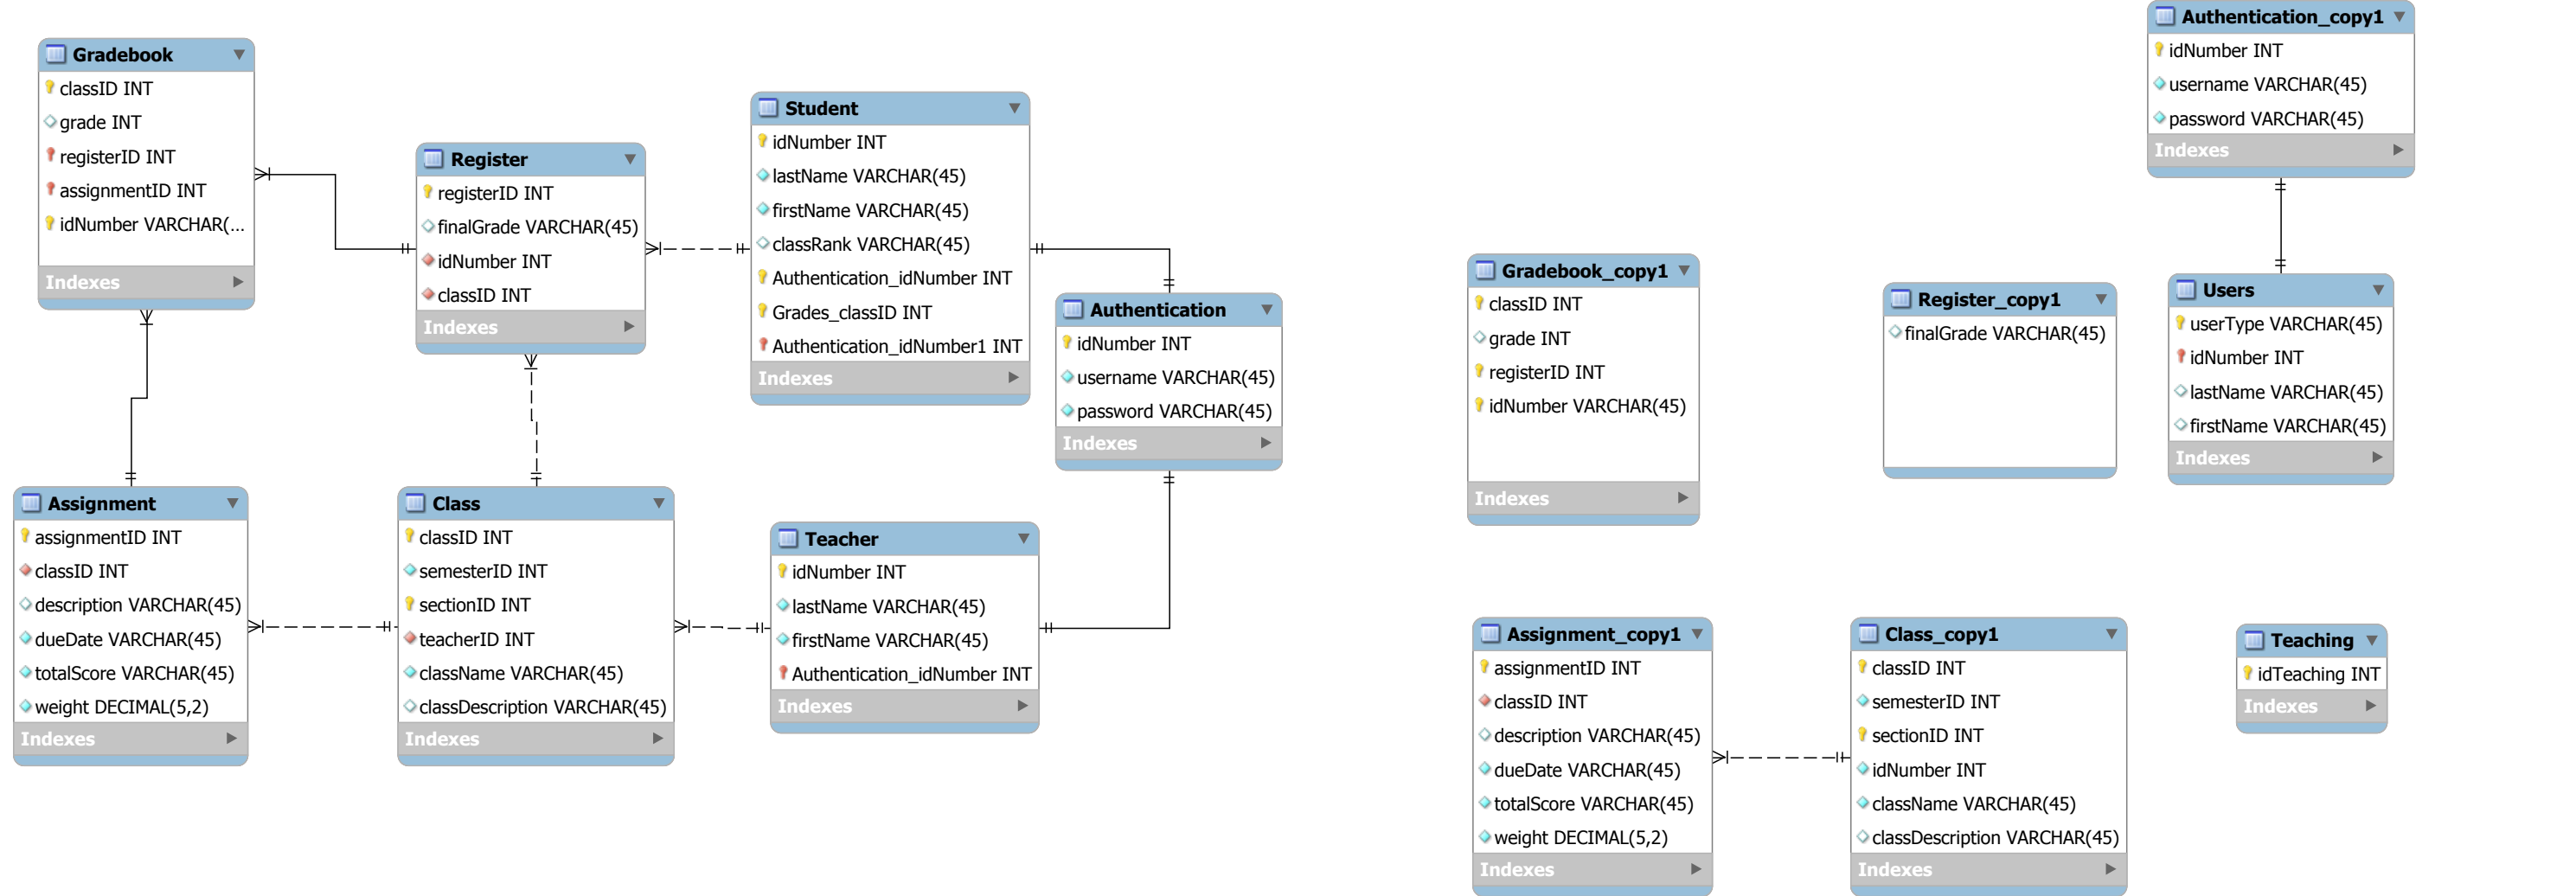 Gradebook
classID INT
grade INT
registerID INT
assignmentID INT
idNumber VARCHAR(...
Indexes
Register
registerID INT
finalGrade VARCHAR(45)
idNumber INT
classID INT
Indexes
Student
idNumber INT
lastName VARCHAR(45)
firstName VARCHAR(45)
classRank VARCHAR(45)
Authentication_idNumber INT
Grades_classID INT
Authentication_idNumber1 INT
Indexes
Authentication
idNumber INT
username VARCHAR(45)
password VARCHAR(45)
Indexes
Assignment
assignmentID INT
classID INT
description VARCHAR(45)
dueDate VARCHAR(45)
totalScore VARCHAR(45)
weight DECIMAL(5,2)
Indexes
Class
classID INT
semesterID INT
sectionID INT
teacherID INT
className VARCHAR(45)
classDescription VARCHAR(45)
Indexes
Teacher
idNumber INT
lastName VARCHAR(45)
firstName VARCHAR(45)
Authentication_idNumber INT
Indexes
Authentication_copy1
idNumber INT
username VARCHAR(45)
password VARCHAR(45)
Indexes
Gradebook_copy1
classID INT
grade INT
registerID INT
idNumber VARCHAR(45)
Indexes
Register_copy1
finalGrade VARCHAR(45)
Users
userType VARCHAR(45)
idNumber INT
lastName VARCHAR(45)
firstName VARCHAR(45)
Indexes
Assignment_copy1
assignmentID INT
classID INT
description VARCHAR(45)
dueDate VARCHAR(45)
totalScore VARCHAR(45)
weight DECIMAL(5,2)
Indexes
Class_copy1
classID INT
semesterID INT
sectionID INT
idNumber INT
className VARCHAR(45)
classDescription VARCHAR(45)
Indexes
Teaching
idTeaching INT
Indexes